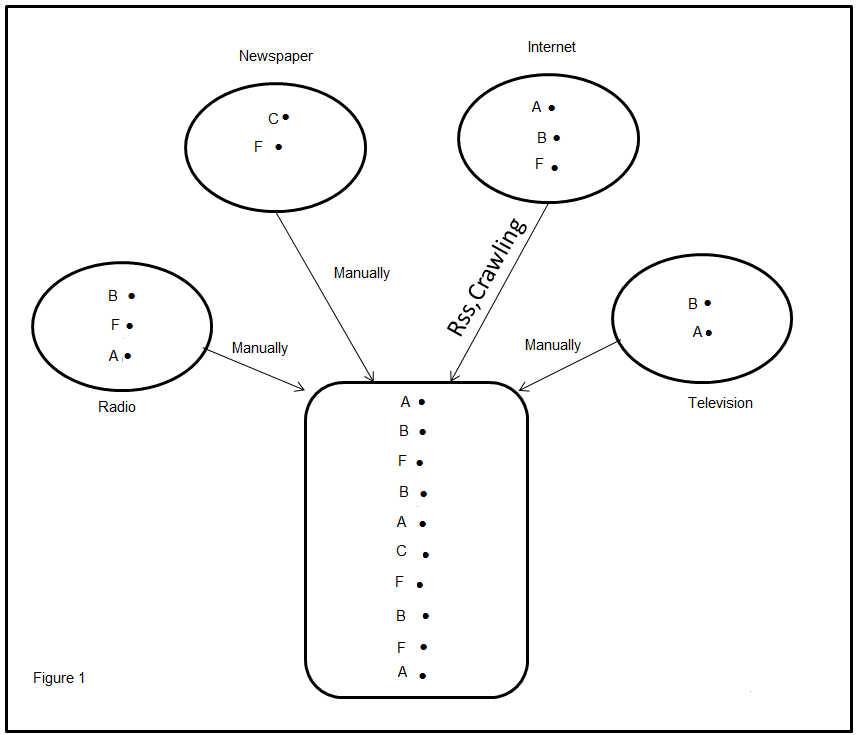 Newspaper
Internet
C
F
A
B
F
Manually
Rss,Crawling
B
F
A
Radio
Manually
Manually
B
A
Television
A
B
F
B
A
C
F
B
F
A
Figure 1